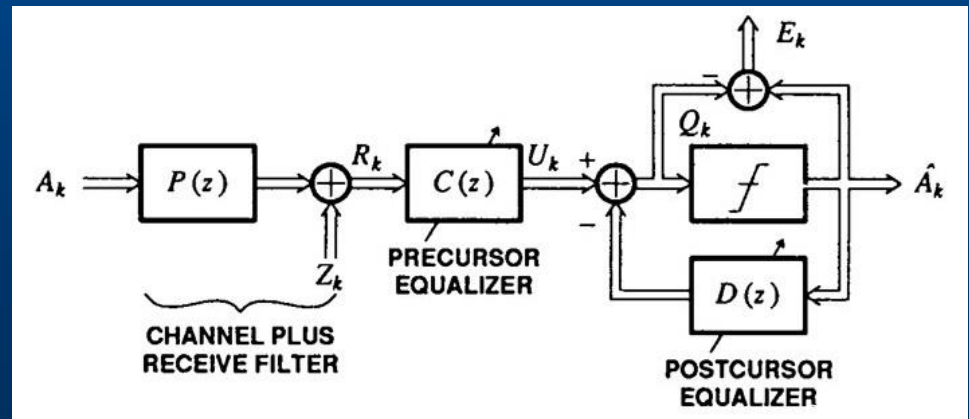 E_k
Q_k
A_k
P(z)
R_k
C(z)
U_k
+
−
−
Â_k
Z_k
PRECURSOR
EQUALIZER
D(z)
CHANNEL PLUS
RECEIVE FILTER
POSTCURSOR
EQUALIZER